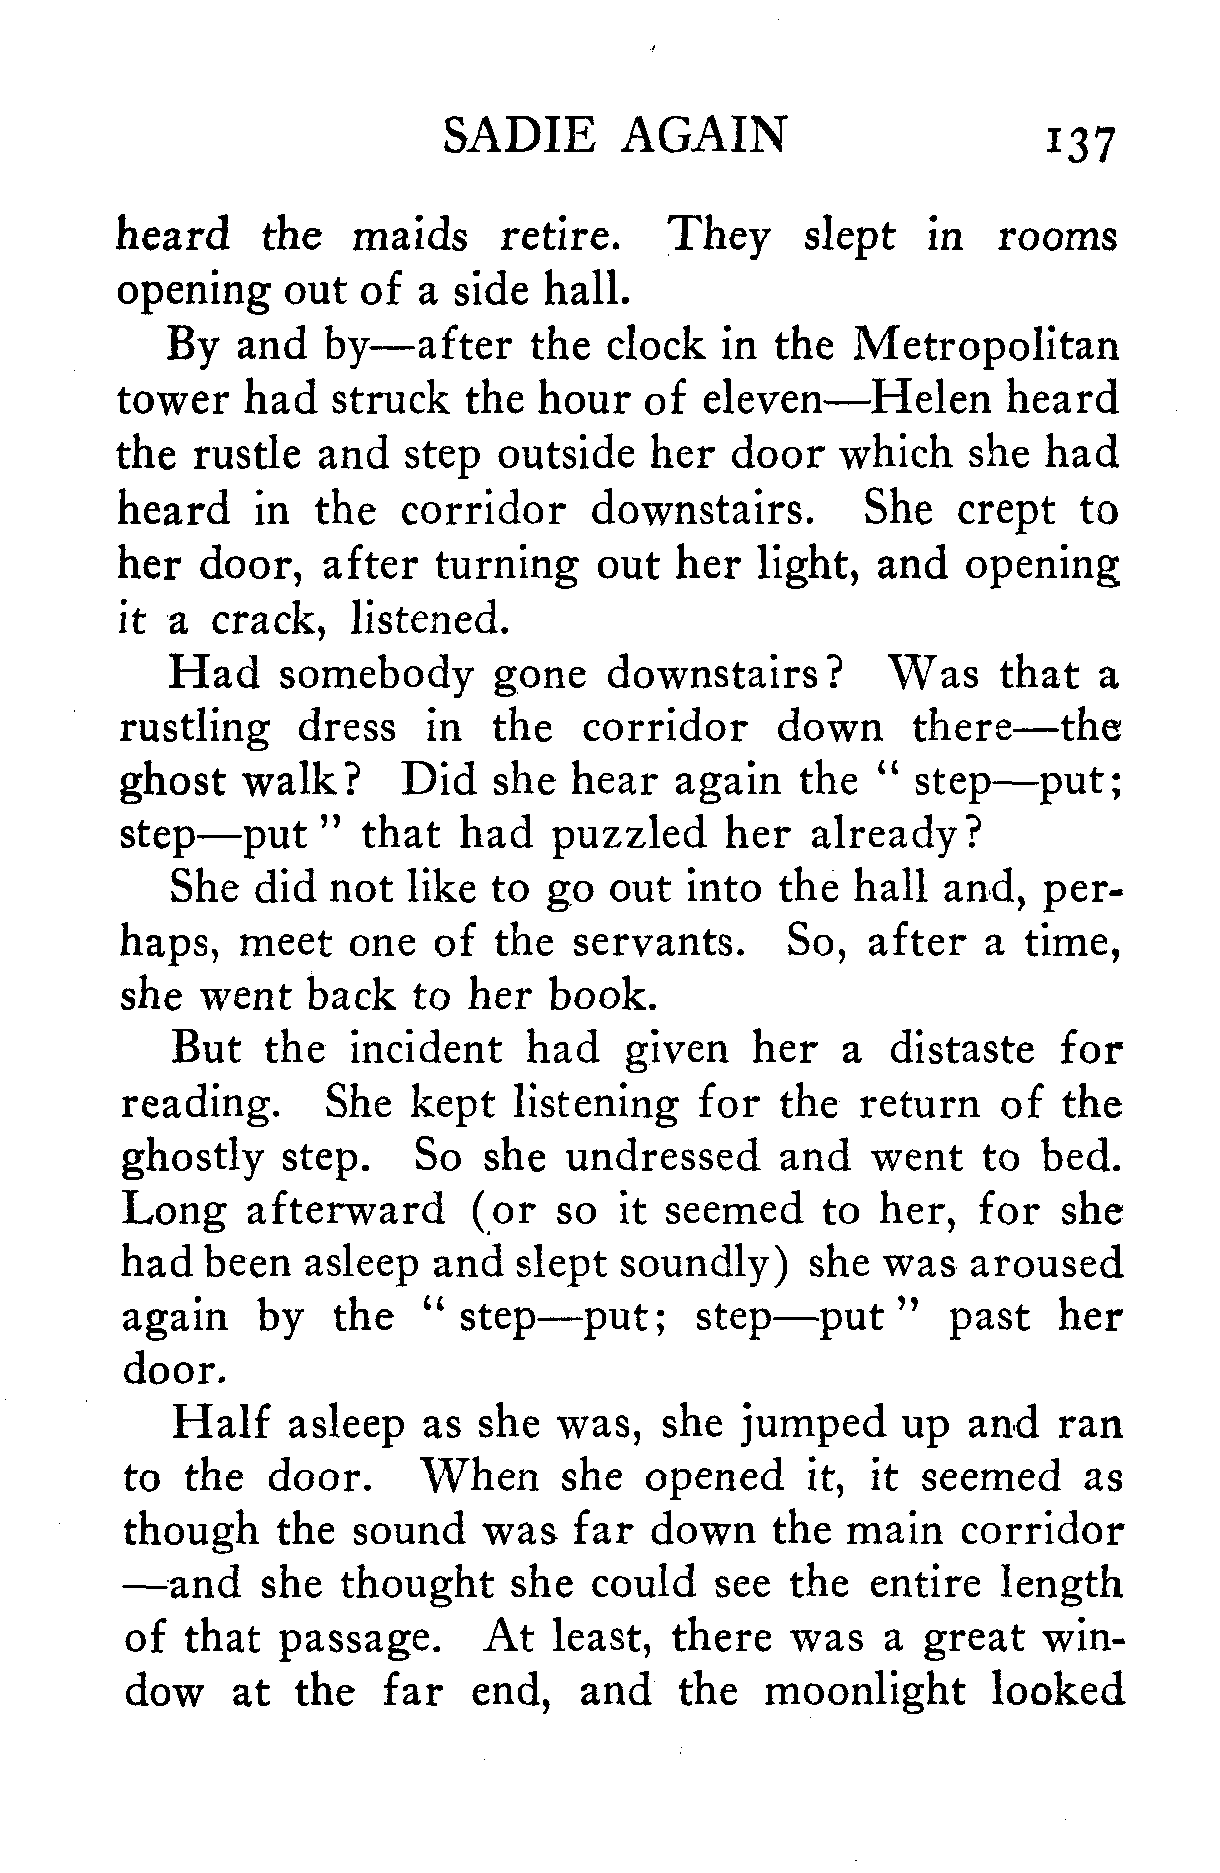 SADIE AGAIN 137
heard the maids retire. They slept in rooms
opening out of a side hall.
By and by—after the clock in the Metropolitan
tower had struck the hour of eleven—Helen heard
the rustle and step outside her door which she had
heard in the corridor downstairs. She crept to
her door, after turning out her light, and opening
it a crack, listened.
Had somebody gone downstairs? Was that a
rustling dress in the corridor down there—the
ghost walk? Did she hear again the “ step—put;
step—put ” that had puzzled her already?
She did not like to go out into the hall and, per-
haps, meet one of the servants. So, after a time,
she went back to her book.
But the incident had given her a distaste for
reading. She kept listening for the return of the
ghostly step. So she undressed and went to bed.
Long afterward (or so it seemed to her, for she
had been asleep and slept soundly) she was aroused
again by the “ step—put; step—put ” past her
door.
Half asleep as she was, she jumped up and ran
to the door. When she opened it, it seemed as
though the sound was far down the main corridor
—and she thought she could see the entire length
of that passage. At least, there was a great win-
dow at the far end, and the moonlight looked